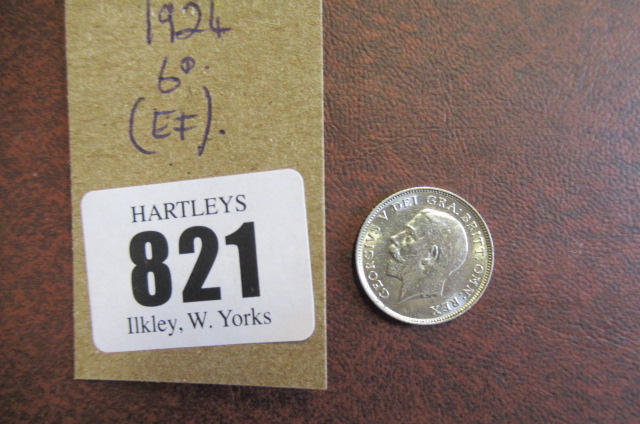 1924
6D.
(EF).
HARTLEYS
821
Ilkley, W. Yorks
GEORGIVS V DEI GRA: BRITT: OMN: REX